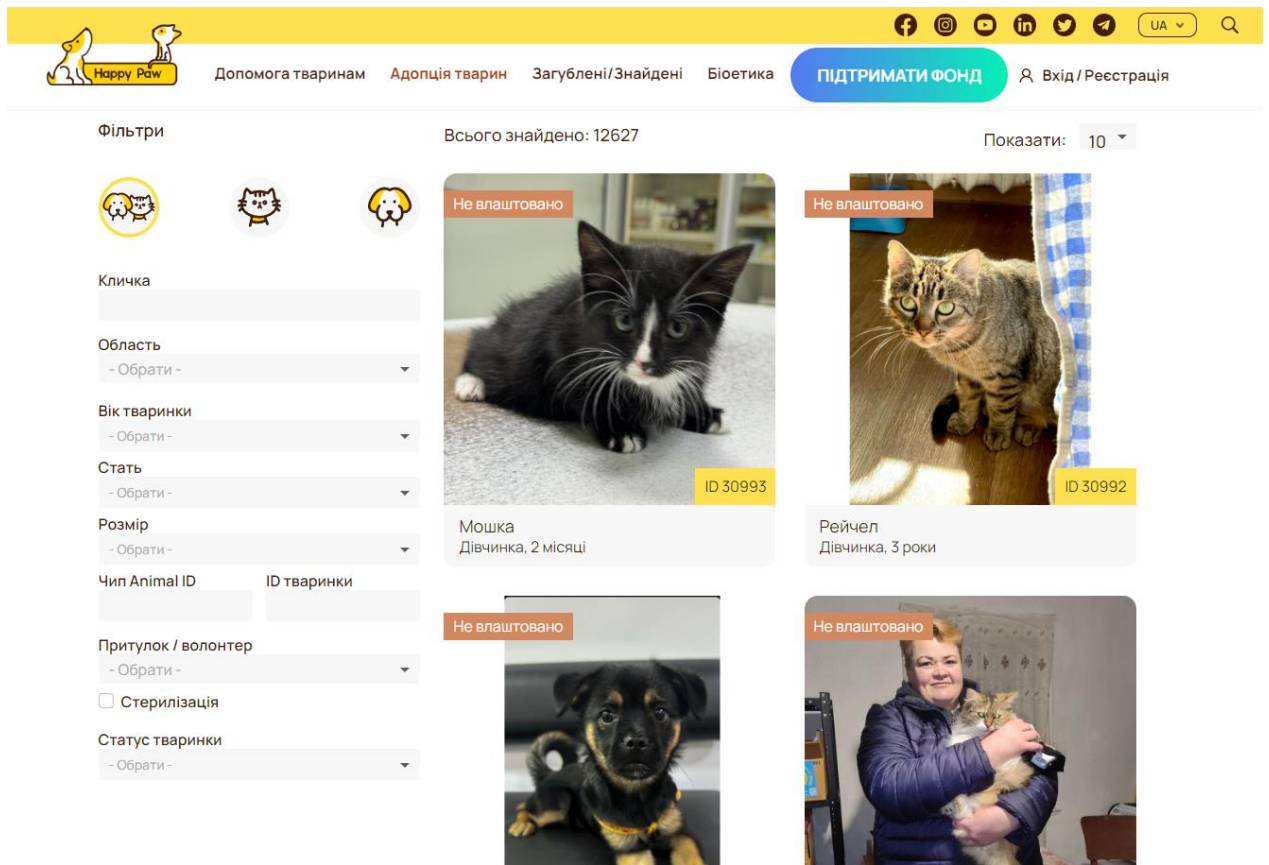 UA
Happy Paw
Допомога тваринам
Адопція тварин
Загублені/Знайдені
Біоетика
ПІДТРИМАТИ ФОНД
Вхід / Реєстрація
Фільтри
Всього знайдено: 12627
Показати: 10
Кличка
Область
- Обрати -
Вік тваринки
- Обрати -
Стать
- Обрати -
Розмір
- Обрати -
Чип Animal ID
ID тваринки
Притулок / волонтер
- Обрати -
Стерилізація
Статус тваринки
- Обрати -
Не влаштовано
ID 30993
Мошка
Дівчинка, 2 місяці
Не влаштовано
ID 30992
Рейчел
Дівчинка, 3 роки
Не влаштовано
Не влаштовано